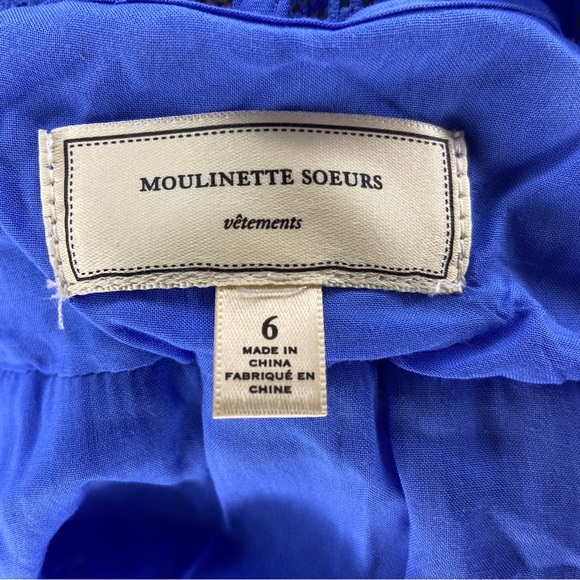 MOULINETTE SOEURS
vêtements
6
MADE IN
CHINA
FABRIQUÉ EN
CHINE